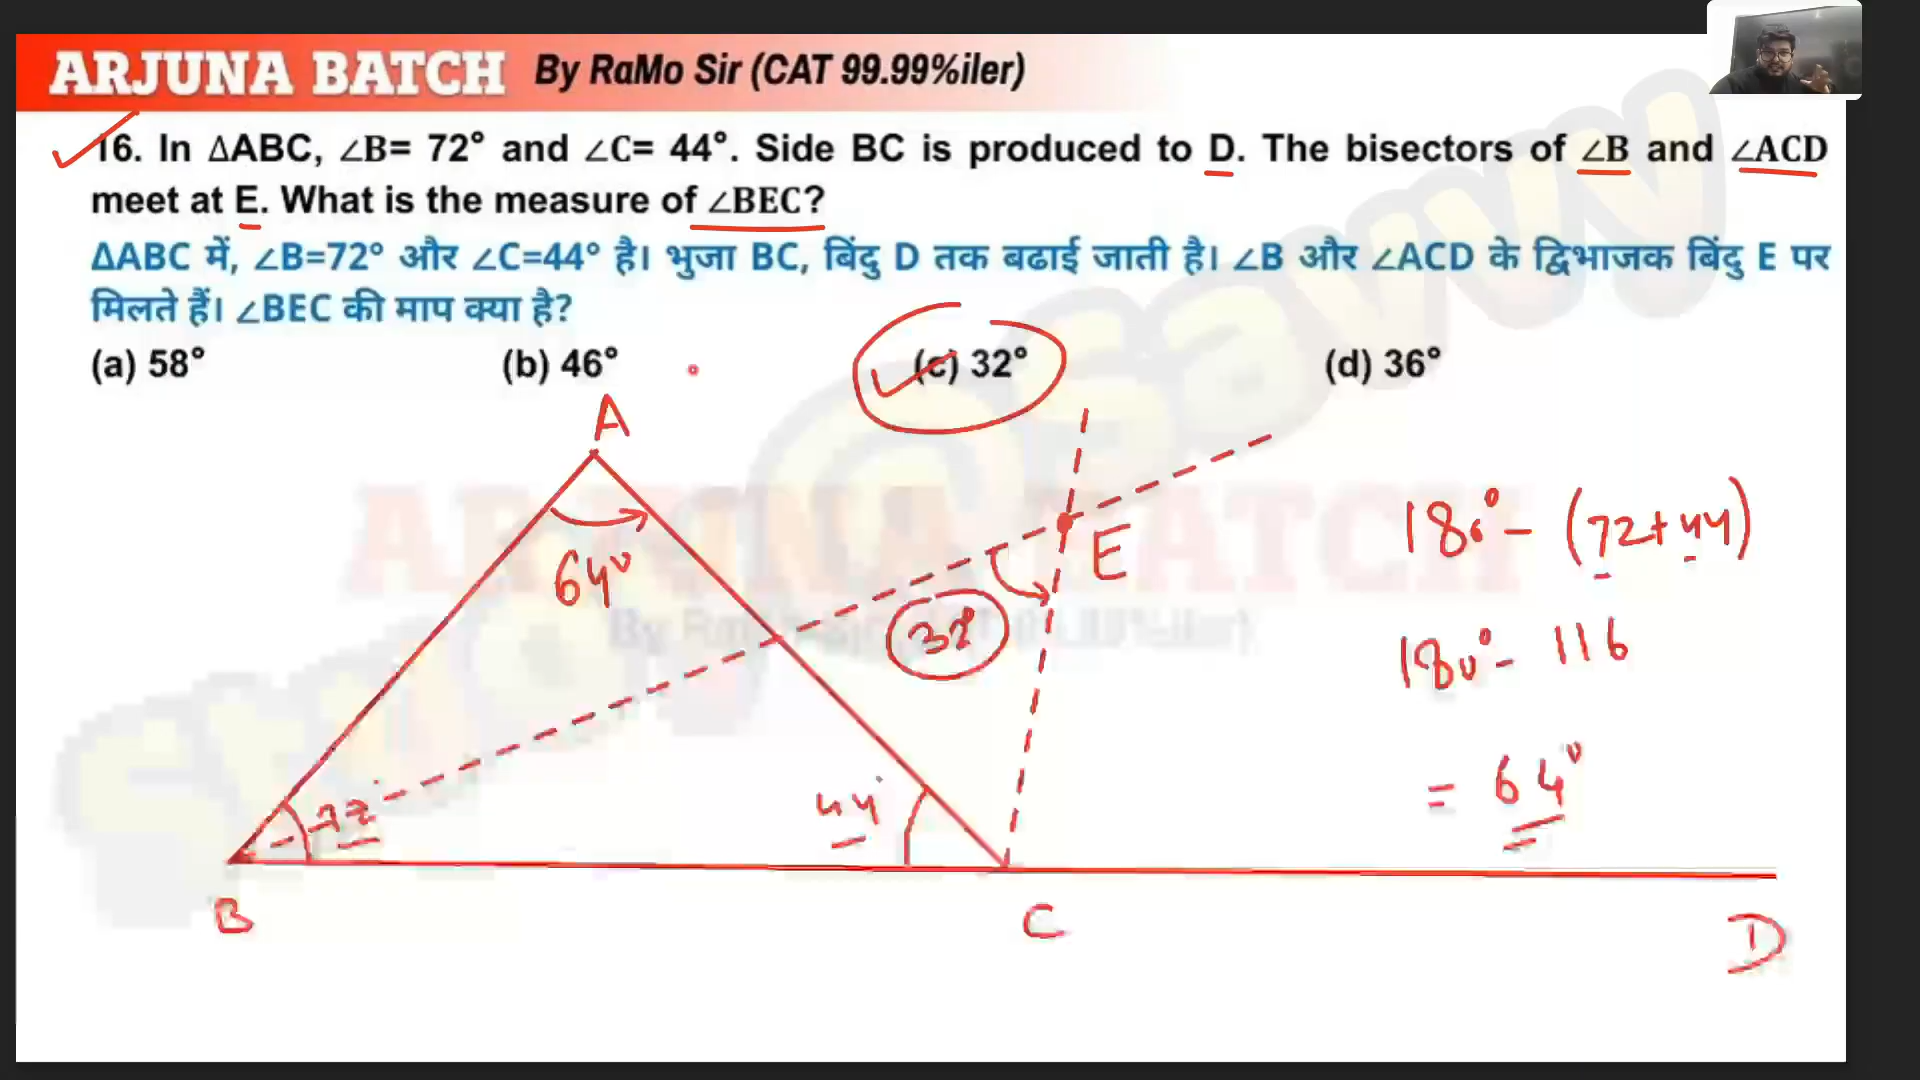 ARJUNA BATCH By RaMo Sir (CAT 99.99%iler)
16. In ΔABC, ∠B= 72° and ∠C= 44°. Side BC is produced to D. The bisectors of ∠B and ∠ACD
meet at E. What is the measure of ∠BEC?
ΔABC में, ∠B=72° और ∠C=44° है। भुजा BC, बिंदु D तक बढाई जाती है। ∠B और ∠ACD के द्विभाजक बिंदु E पर
मिलते हैं। ∠BEC की माप क्या है?
(a) 58° (b) 46° (c) 32° (d) 36°
A
64°
E
32°
72°
44°
B
C
D
180° - (72+44)
180° - 116
= 64°
ARJUNA BATCH
Savvy